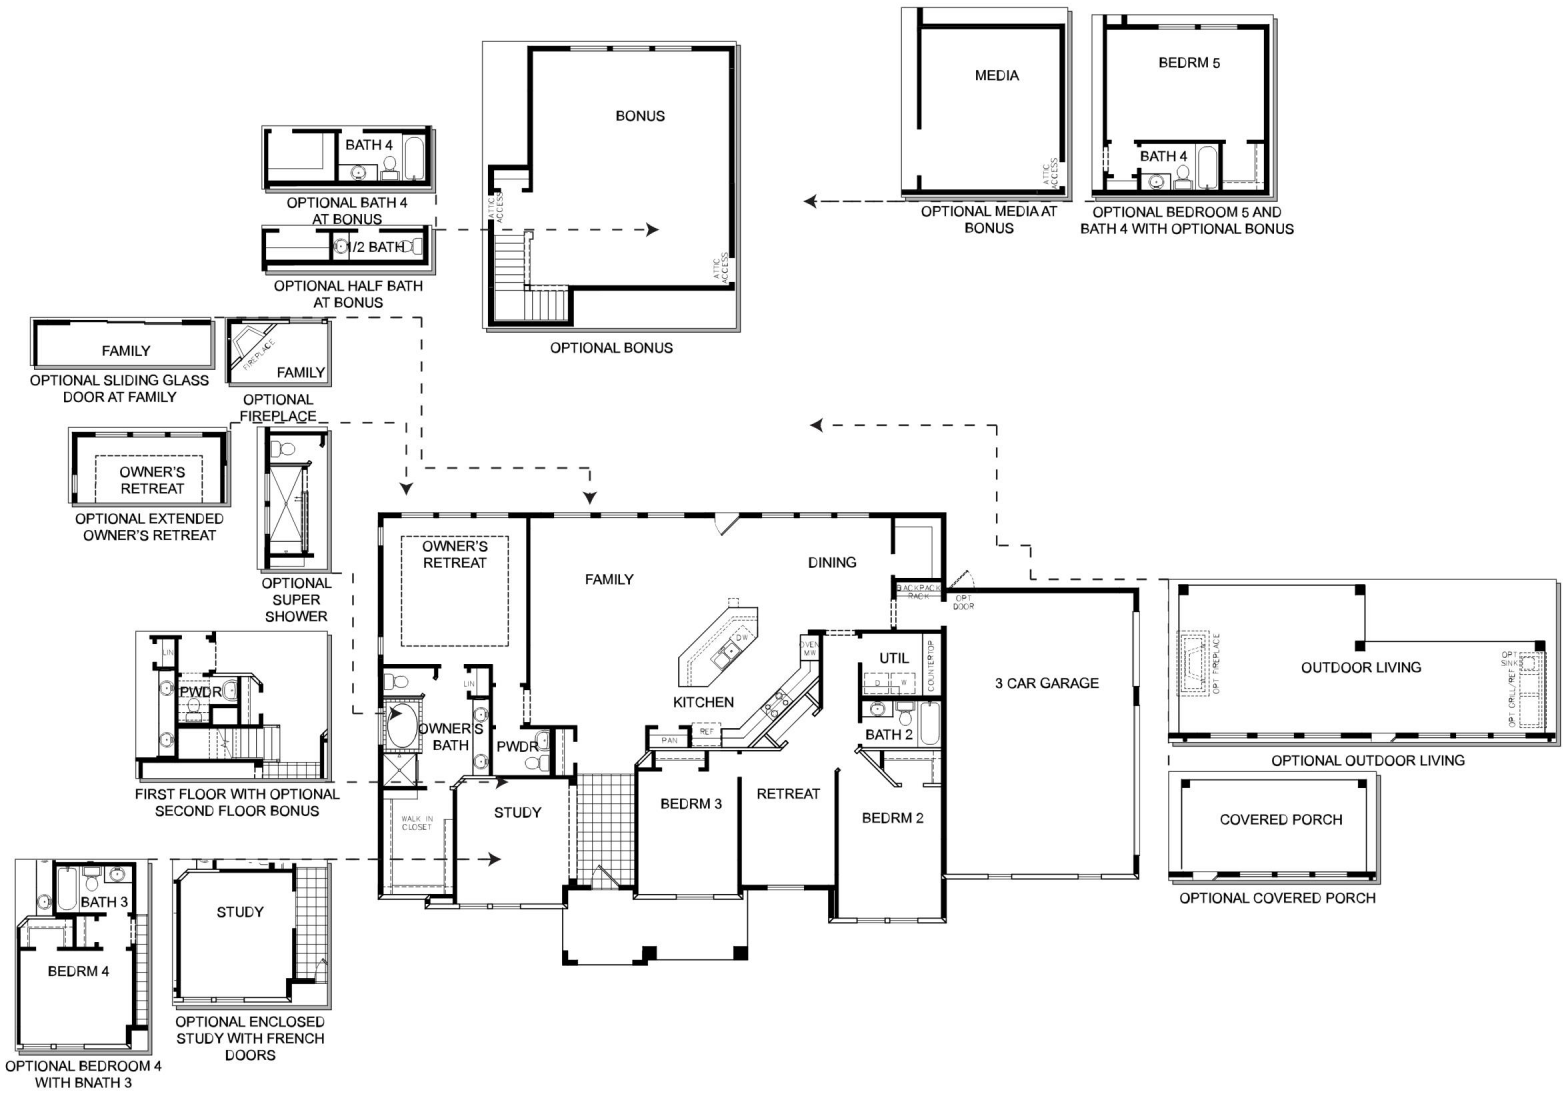 MEDIA
ATTIC
ACCESS
OPTIONAL MEDIA AT
BONUS
BEDRM 5
BATH 4
OPTIONAL BEDROOM 5 AND
BATH 4 WITH OPTIONAL BONUS
BONUS
ATTIC
ACCESS
ATTIC
ACCESS
OPTIONAL BONUS
BATH 4
OPTIONAL BATH 4
AT BONUS
1/2 BATH
OPTIONAL HALF BATH
AT BONUS
FAMILY
OPTIONAL SLIDING GLASS
DOOR AT FAMILY
FIREPLACE
FAMILY
OPTIONAL
FIREPLACE
OWNER'S
RETREAT
OPTIONAL EXTENDED
OWNER'S RETREAT
OPTIONAL
SUPER
SHOWER
LIN
PWDR
FIRST FLOOR WITH OPTIONAL
SECOND FLOOR BONUS
BATH 3
BEDRM 4
OPTIONAL BEDROOM 4
WITH BNATH 3
STUDY
OPTIONAL ENCLOSED
STUDY WITH FRENCH
DOORS
OWNER'S
RETREAT
FAMILY
DINING
BACKPACK
RACK
OPT
DOOR
DW
OVEN
MW
UTIL
D
W
COUNTERTOP
3 CAR GARAGE
LIN
KITCHEN
OWNER'S
BATH
PWDR
PAN
REF
BATH 2
WALK IN
CLOSET
STUDY
BEDRM 3
RETREAT
BEDRM 2
OPT FIREPLACE
OUTDOOR LIVING
OPT
SINK
OPT GRILL/REF
OPTIONAL OUTDOOR LIVING
COVERED PORCH
OPTIONAL COVERED PORCH